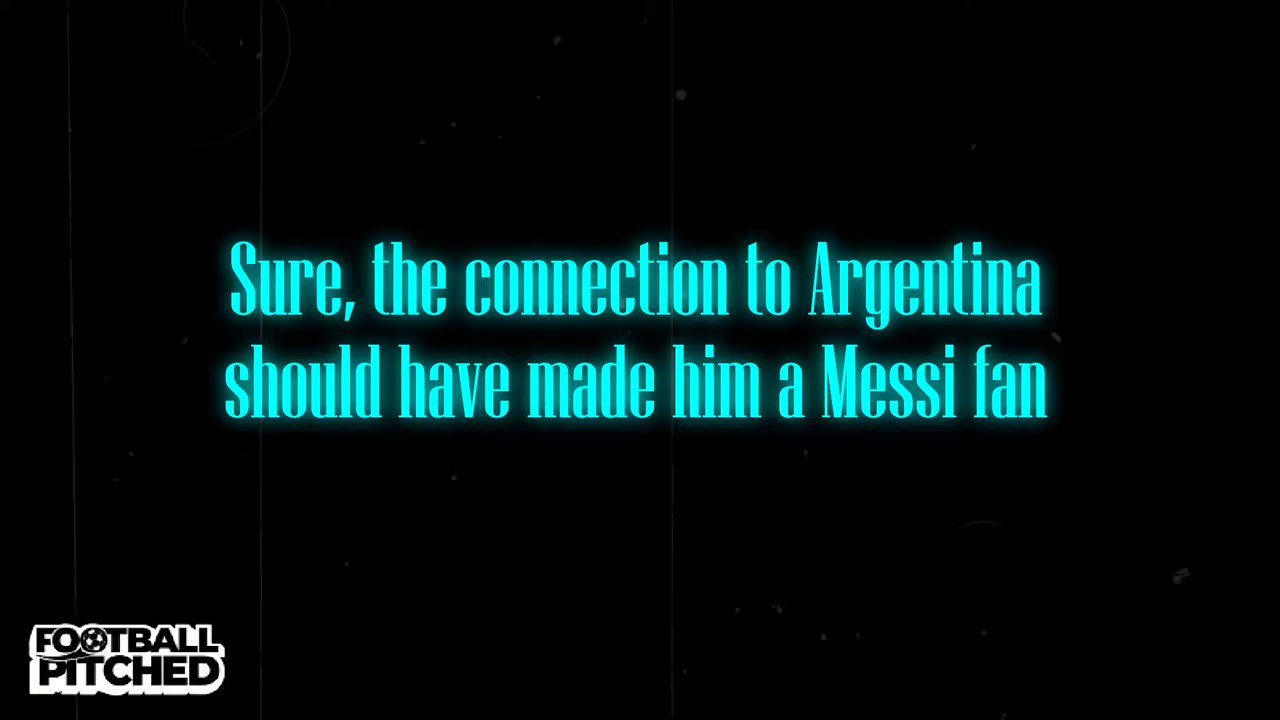 Sure, the connection to Argentina
should have made him a Messi fan
FOOTBALL
PITCHED